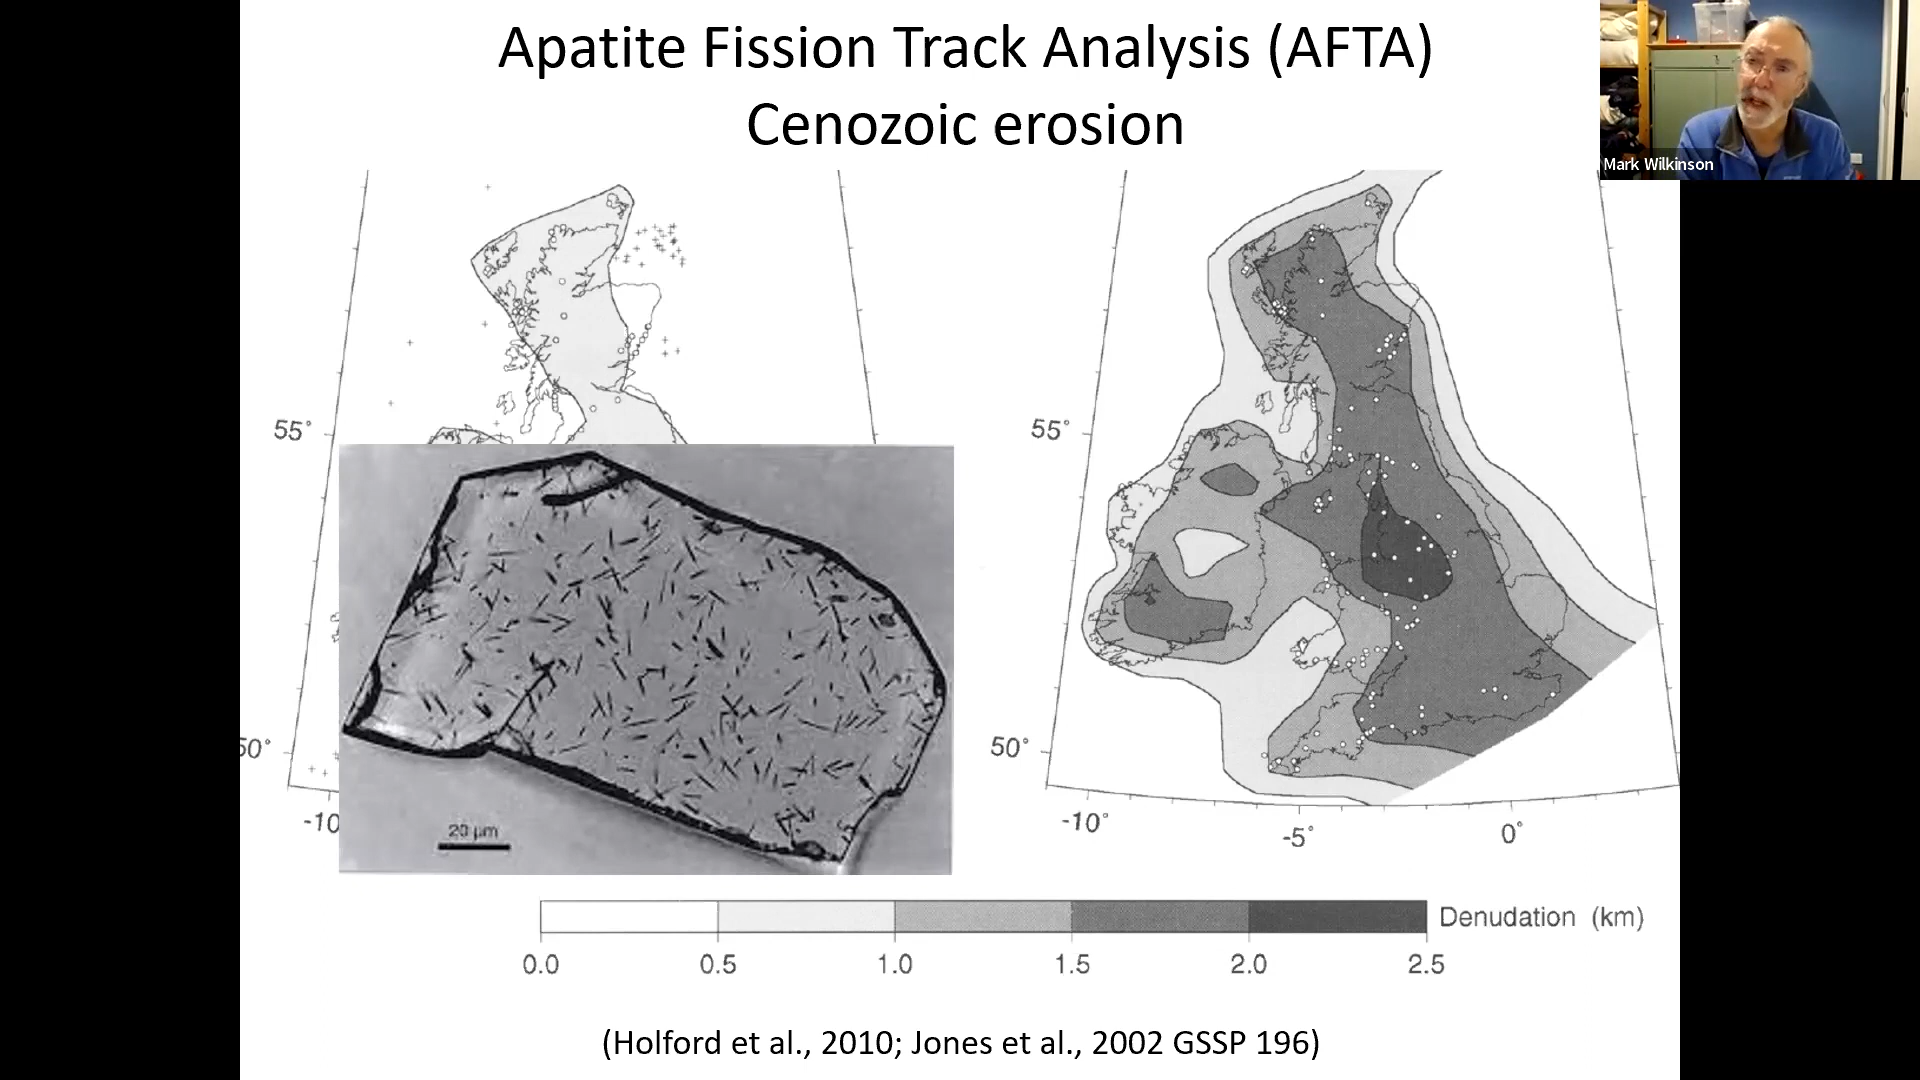 Apatite Fission Track Analysis (AFTA)
Cenozoic erosion
Mark Wilkinson
55°
50°
-10
20 µm
55°
50°
-10°
-5°
0°
Denudation (km)
0.0 0.5 1.0 1.5 2.0 2.5
(Holford et al., 2010; Jones et al., 2002 GSSP 196)